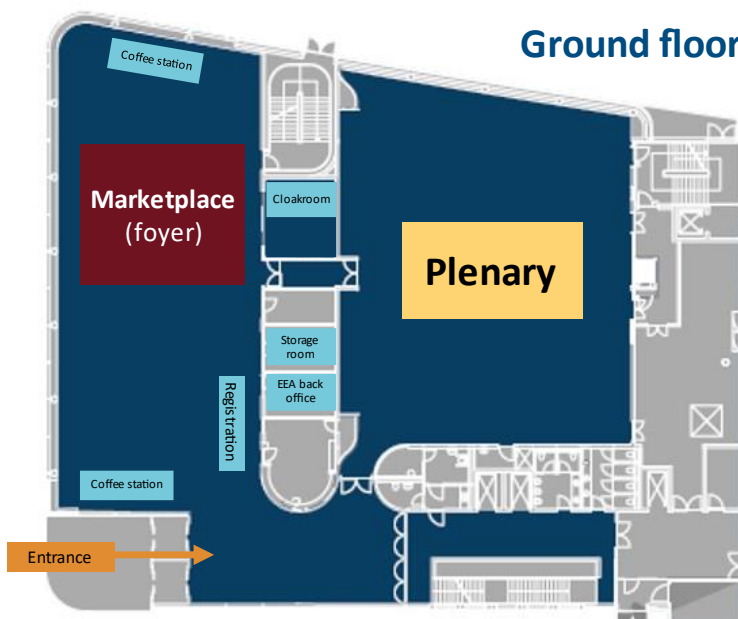 Ground floor
Coffee station
Marketplace
(foyer)
Cloakroom
Plenary
Storage
room
EEA back
office
Registration
Coffee station
Entrance